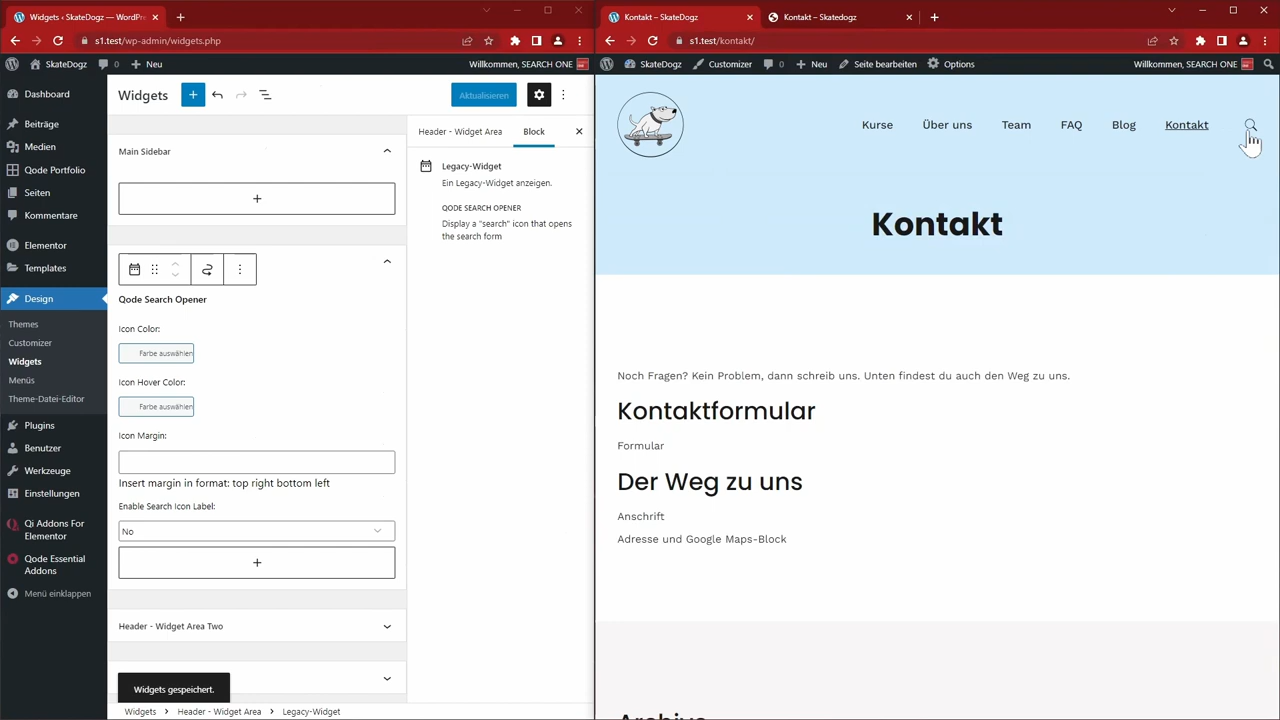 Widgets ‹ SkateDogz — WordPr
s1.test/wp-admin/widgets.php
SkateDogz
0
Neu
Willkommen, SEARCH ONE
Dashboard
Beiträge
Medien
Qode Portfolio
Seiten
Kommentare
Elementor
Templates
Design
Themes
Customizer
Widgets
Menüs
Theme-Datei-Editor
Plugins
Benutzer
Werkzeuge
Einstellungen
Qi Addons For
Elementor
Qode Essential
Addons
Menü einklappen
Widgets
Aktualisieren
Main Sidebar
Qode Search Opener
Icon Color:
Farbe auswählen
Icon Hover Color:
Farbe auswählen
Icon Margin:
Insert margin in format: top right bottom left
Enable Search Icon Label:
No
Header - Widget Area Two
Widgets gespeichert.
Widgets
Header - Widget Area
Legacy-Widget
Header - Widget Area
Block
Legacy-Widget
Ein Legacy-Widget anzeigen.
QODE SEARCH OPENER
Display a "search" icon that opens
the search form
Kontakt – SkateDogz
Kontakt – Skatedogz
s1.test/kontakt/
SkateDogz
Customizer
0
Neu
Seite bearbeiten
Options
Willkommen, SEARCH ONE
Kurse
Über uns
Team
FAQ
Blog
Kontakt
Kontakt
Noch Fragen? Kein Problem, dann schreib uns. Unten findest du auch den Weg zu uns.
Kontaktformular
Formular
Der Weg zu uns
Anschrift
Adresse und Google Maps-Block
Archive